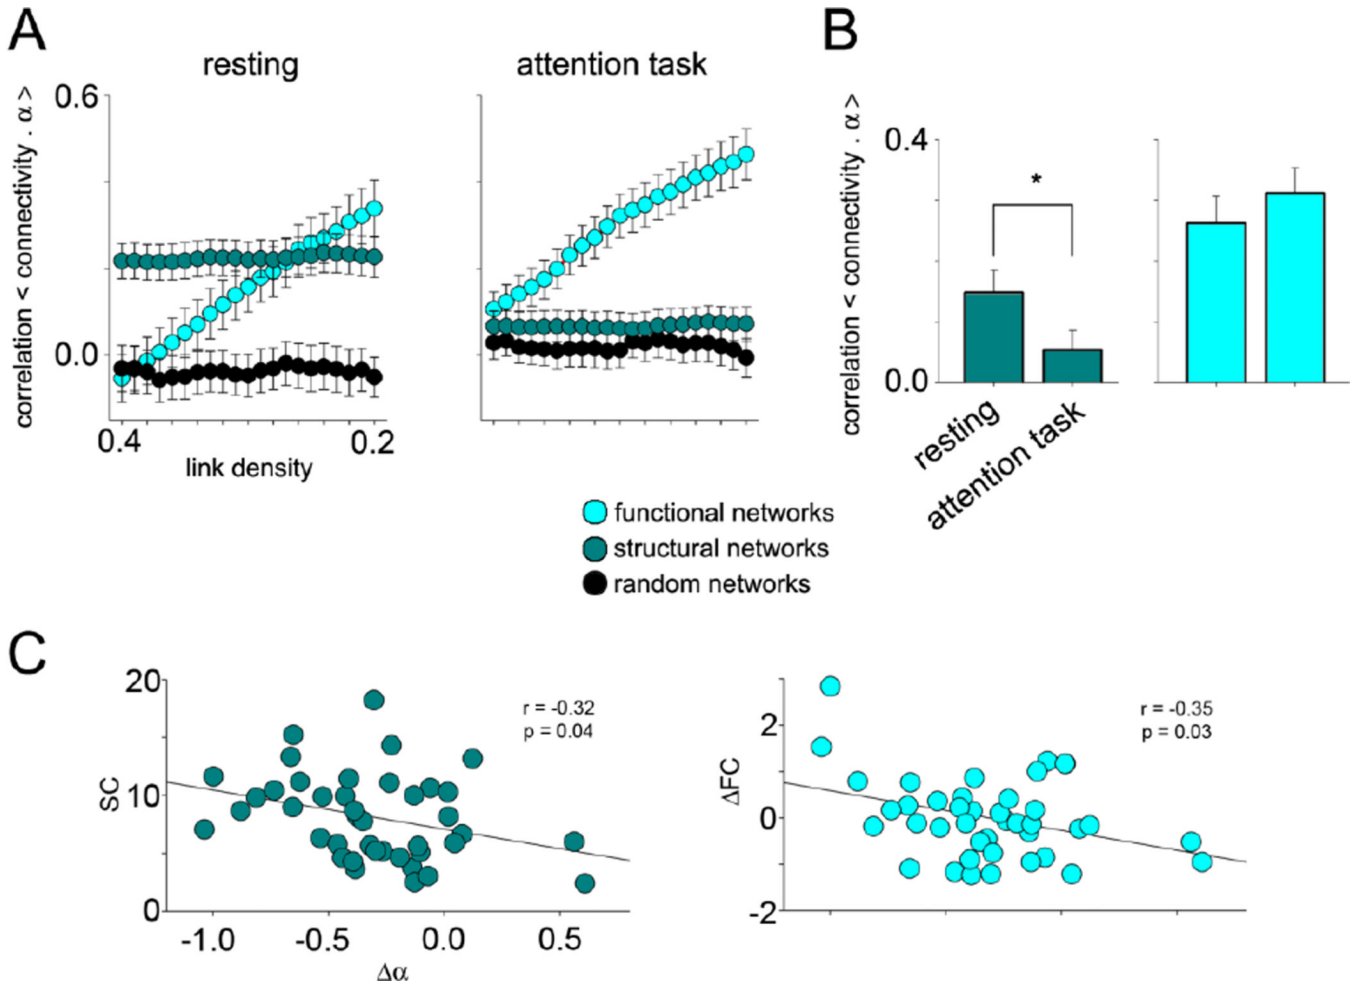 A
B
resting
attention task
correlation < connectivity . α >
0.6
0.0
0.4
0.2
link density
correlation < connectivity . α >
0.4
0.0
*
resting
attention task
functional networks
structural networks
random networks
C
SC
20
10
0
r = -0.32
p = 0.04
-1.0
-0.5
0.0
0.5
Δα
ΔFC
2
0
-2
r = -0.35
p = 0.03